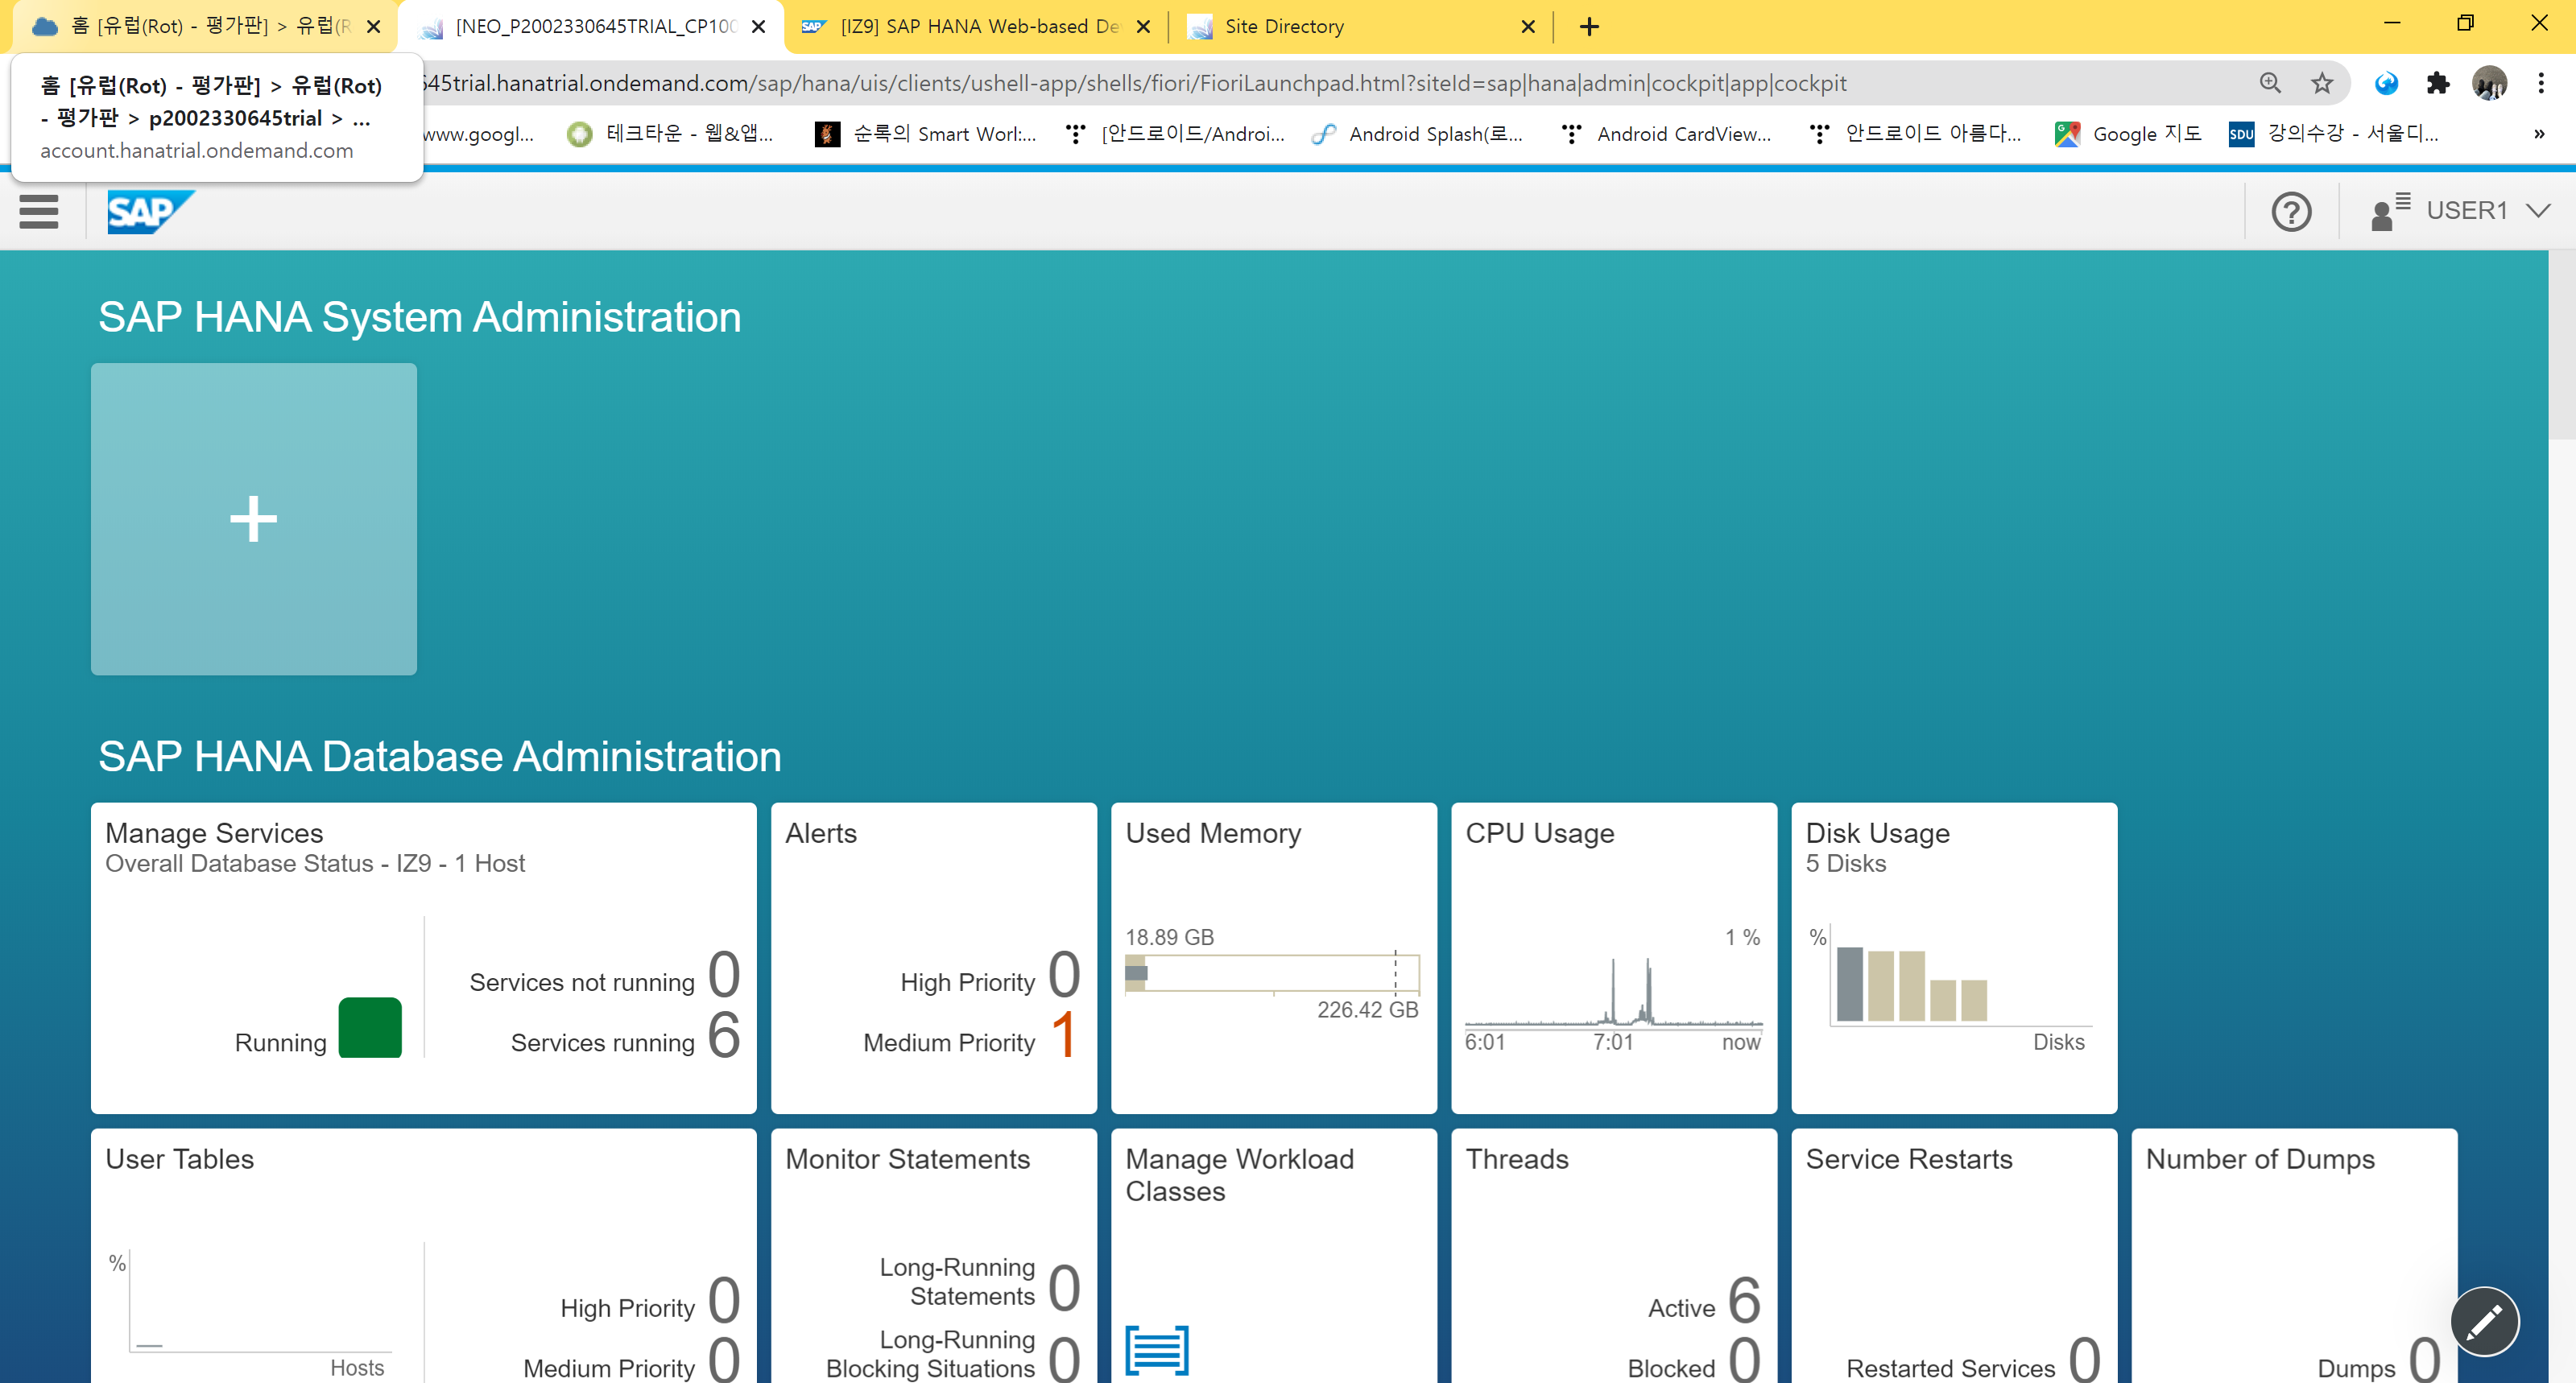 홈 [유럽(Rot) - 평가판] > 유럽(R
[NEO_P2002330645TRIAL_CP100
SAP [IZ9] SAP HANA Web-based De
Site Directory
홈 [유럽(Rot) - 평가판] > 유럽(Rot)
- 평가판 > p2002330645trial > ...
account.hanatrial.ondemand.com
645trial.hanatrial.ondemand.com/sap/hana/uis/clients/ushell-app/shells/fiori/FioriLaunchpad.html?siteId=sap|hana|admin|cockpit|app|cockpit
www.googl...
테크타운 - 웹&앱...
순록의 Smart Worl:...
[안드로이드/Androi...
Android Splash(로...
Android CardView...
안드로이드 아름다...
Google 지도
SDU 강의수강 - 서울디...
»
SAP
USER1
SAP HANA System Administration
SAP HANA Database Administration
Manage Services
Overall Database Status - IZ9 - 1 Host
Running
Services not running 0
Services running 6
Alerts
High Priority 0
Medium Priority 1
Used Memory
18.89 GB
226.42 GB
CPU Usage
1 %
6:01 7:01 now
Disk Usage
5 Disks
%
Disks
User Tables
%
Hosts
High Priority 0
Medium Priority 0
Monitor Statements
Long-Running
Statements 0
Long-Running
Blocking Situations 0
Manage Workload
Classes
Threads
Active 6
Blocked 0
Service Restarts
Restarted Services 0
Number of Dumps
Dumps 0